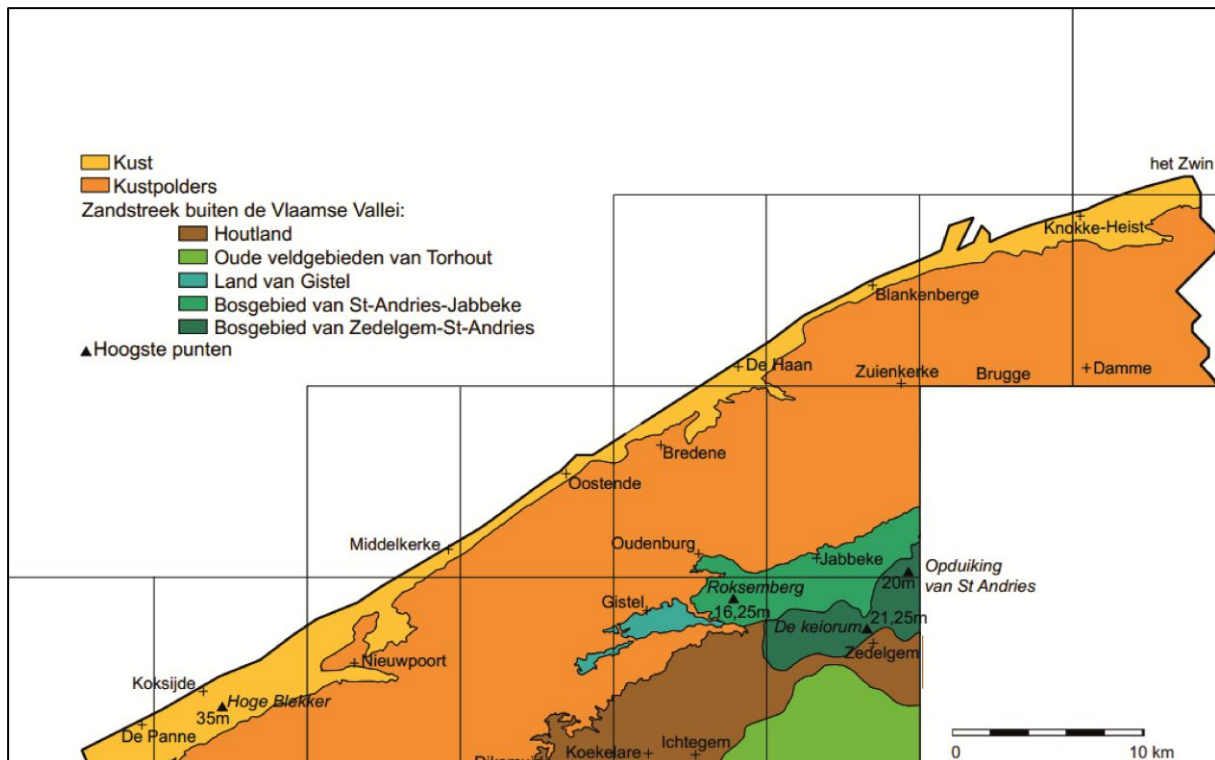 Kust
Kustpolders
Zandstreek buiten de Vlaamse Vallei:
Houtland
Oude veldgebieden van Torhout
Land van Gistel
Bosgebied van St-Andries-Jabbeke
Bosgebied van Zedelgem-St-Andries
Hoogste punten
het Zwin
Knokke-Heist
Blankenberge
De Haan
Zuienkerke
Brugge
Damme
Bredene
Oostende
Middelkerke
Oudenburg
Jabbeke
Opduiking
van St Andries
20m
Roksemberg
16,25m
Gistel
21,25m
De keiorum
Zedelgem
Nieuwpoort
Koksijde
Hoge Blekker
35m
De Panne
Koekelare
Ichtegem
0
10 km